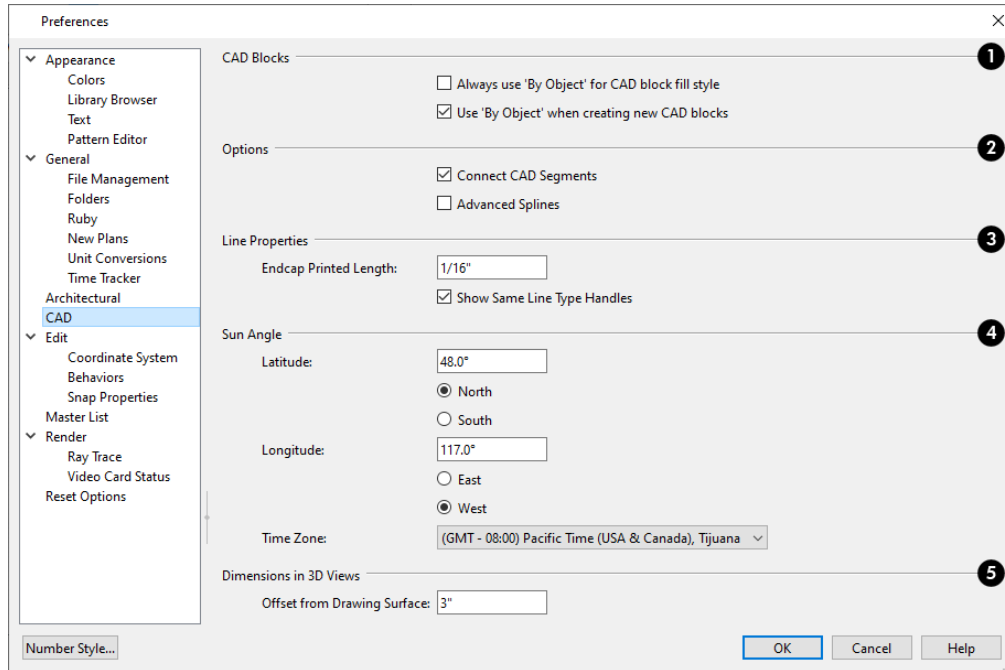 Preferences
Appearance
Colors
Library Browser
Text
Pattern Editor
General
File Management
Folders
Ruby
New Plans
Unit Conversions
Time Tracker
Architectural
CAD
Edit
Coordinate System
Behaviors
Snap Properties
Master List
Render
Ray Trace
Video Card Status
Reset Options
CAD Blocks 1
Always use 'By Object' for CAD block fill style
Use 'By Object' when creating new CAD blocks
Options 2
Connect CAD Segments
Advanced Splines
Line Properties 3
Endcap Printed Length: 1/16"
Show Same Line Type Handles
Sun Angle 4
Latitude: 48.0°
North
South
Longitude: 117.0°
East
West
Time Zone: (GMT - 08:00) Pacific Time (USA & Canada), Tijuana
Dimensions in 3D Views 5
Offset from Drawing Surface: 3"
Number Style... OK Cancel Help